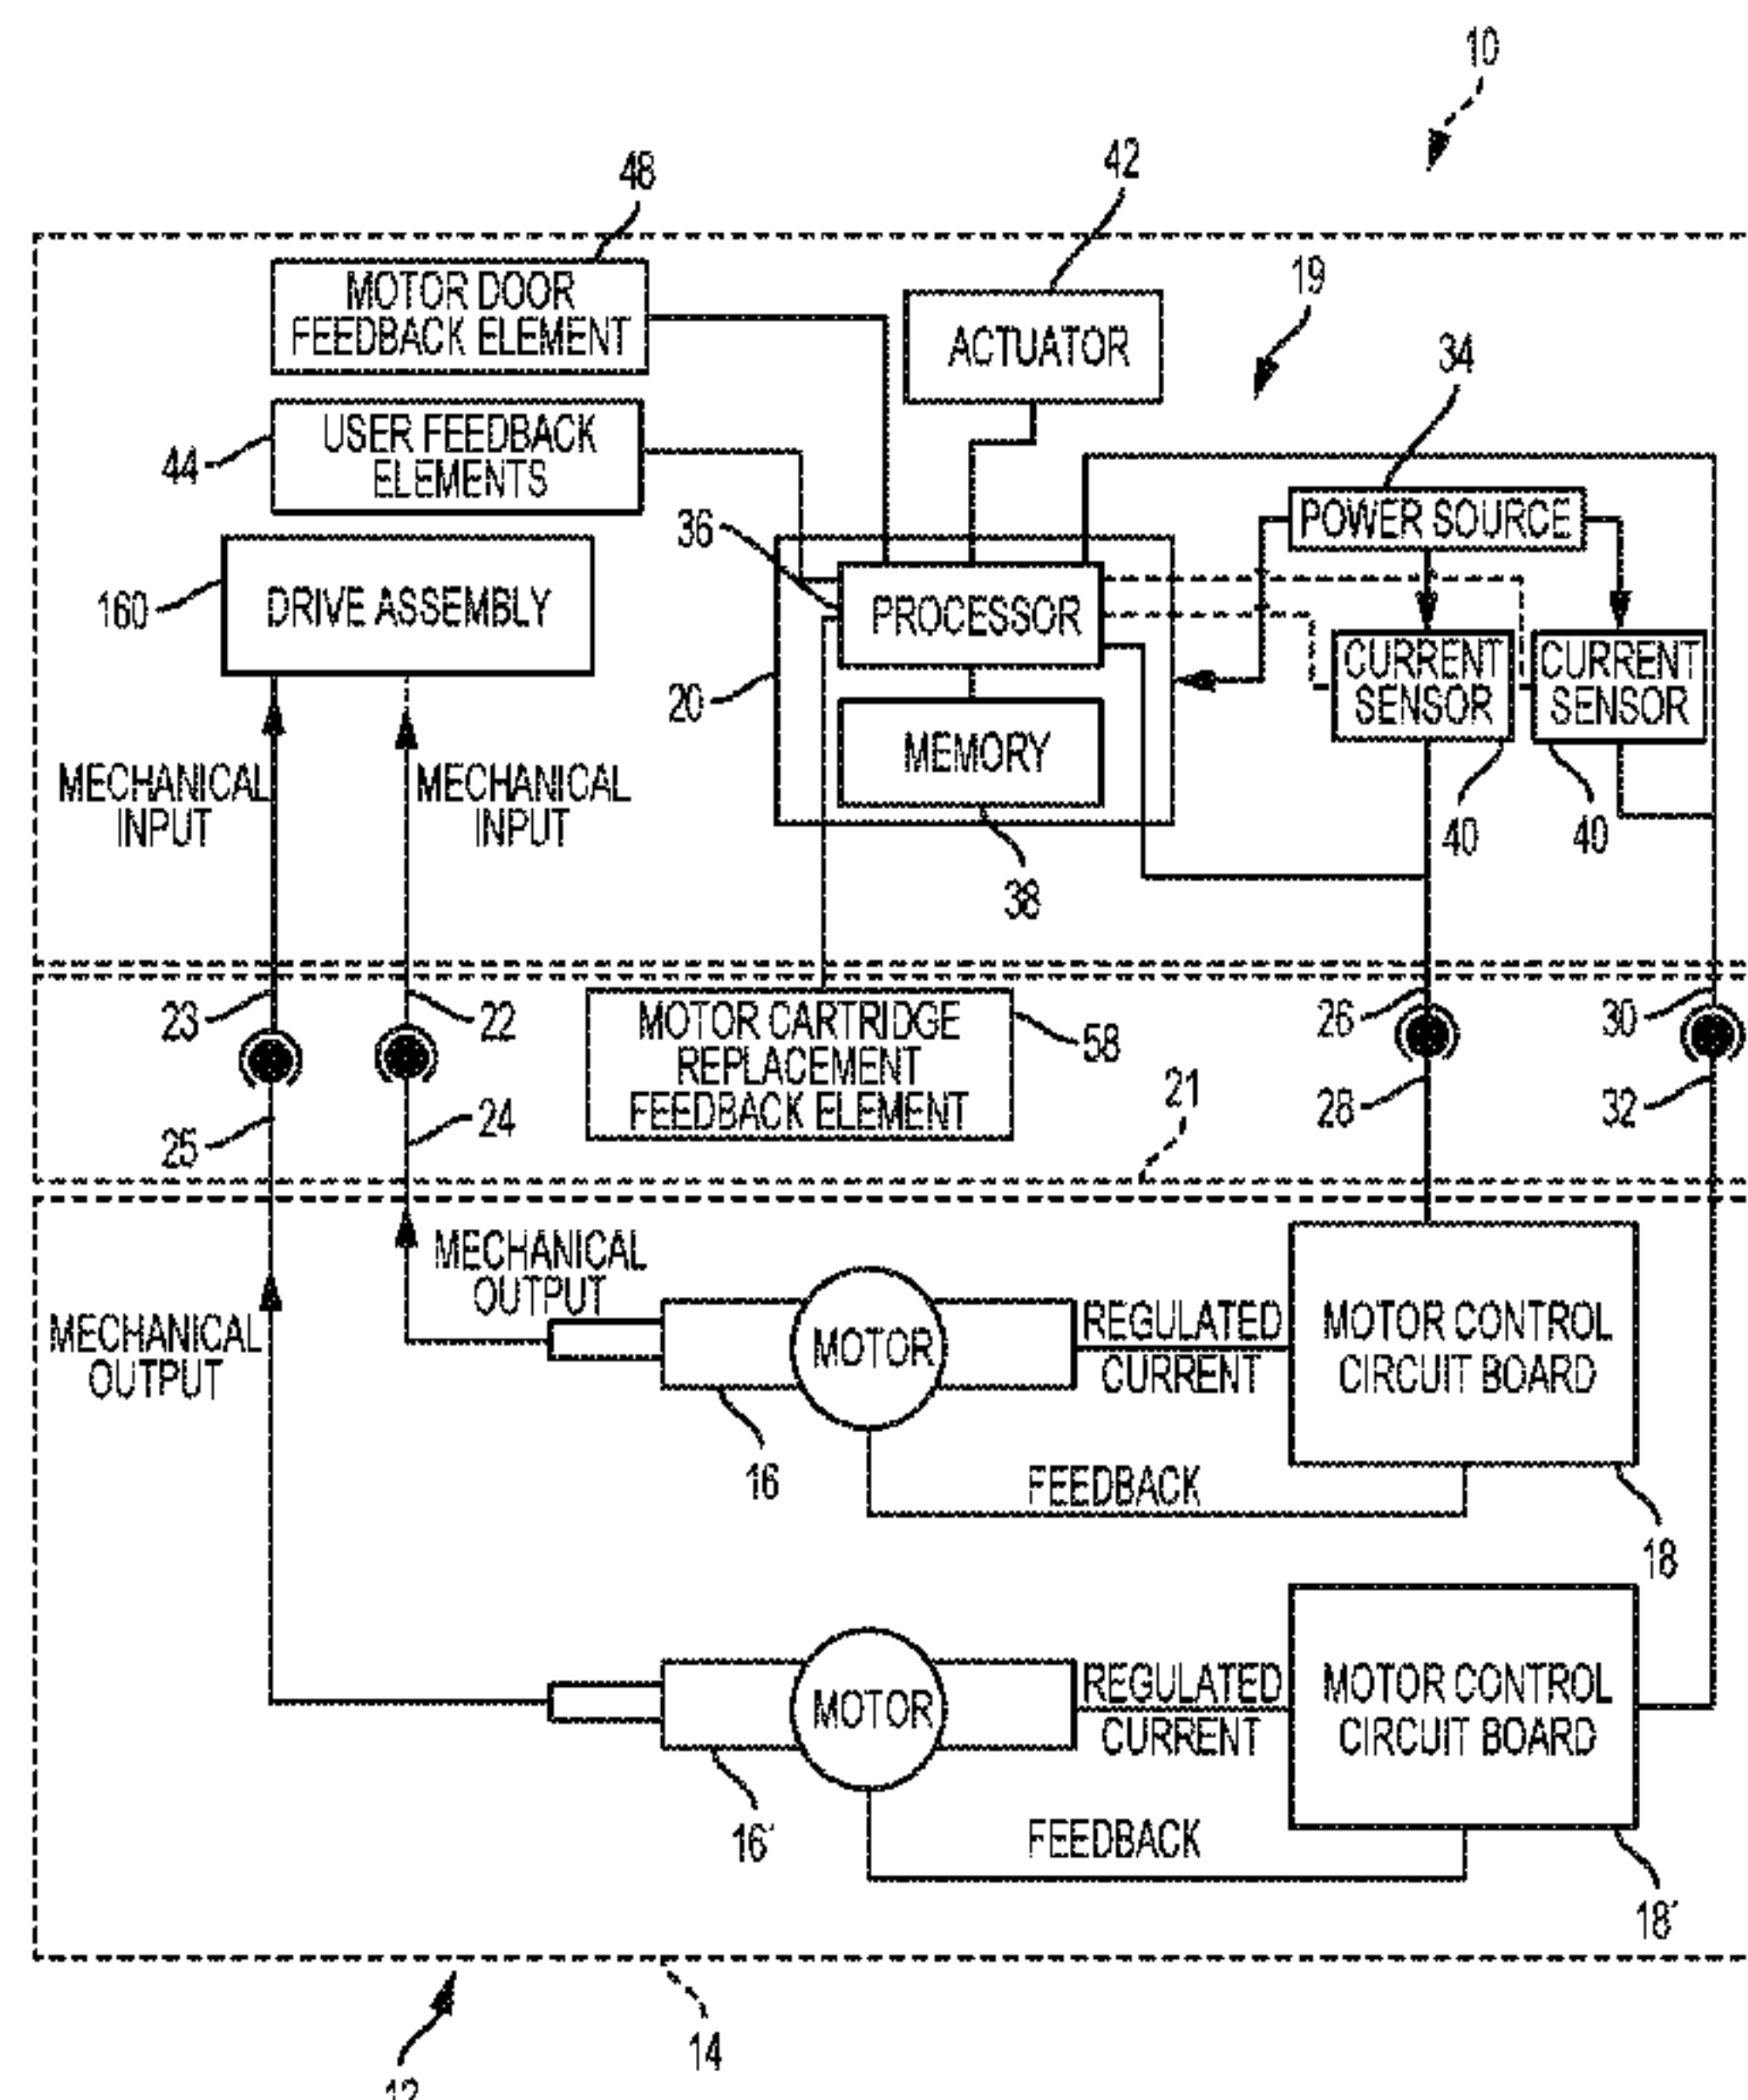 10
48
42
19
MOTOR DOOR
FEEDBACK ELEMENT
ACTUATOR
34
44
USER FEEDBACK
ELEMENTS
36
POWER SOURCE
160
DRIVE ASSEMBLY
PROCESSOR
20
CURRENT
SENSOR
CURRENT
SENSOR
MEMORY
MECHANICAL
INPUT
MECHANICAL
INPUT
40
40
38
23
22
MOTOR CARTRIDGE
REPLACEMENT
FEEDBACK ELEMENT
58
26
30
25
24
21
28
32
MECHANICAL
OUTPUT
MECHANICAL
OUTPUT
MOTOR
REGULATED
CURRENT
MOTOR CONTROL
CIRCUIT BOARD
16
FEEDBACK
18
MOTOR
REGULATED
CURRENT
MOTOR CONTROL
CIRCUIT BOARD
16'
FEEDBACK
18'
14
12